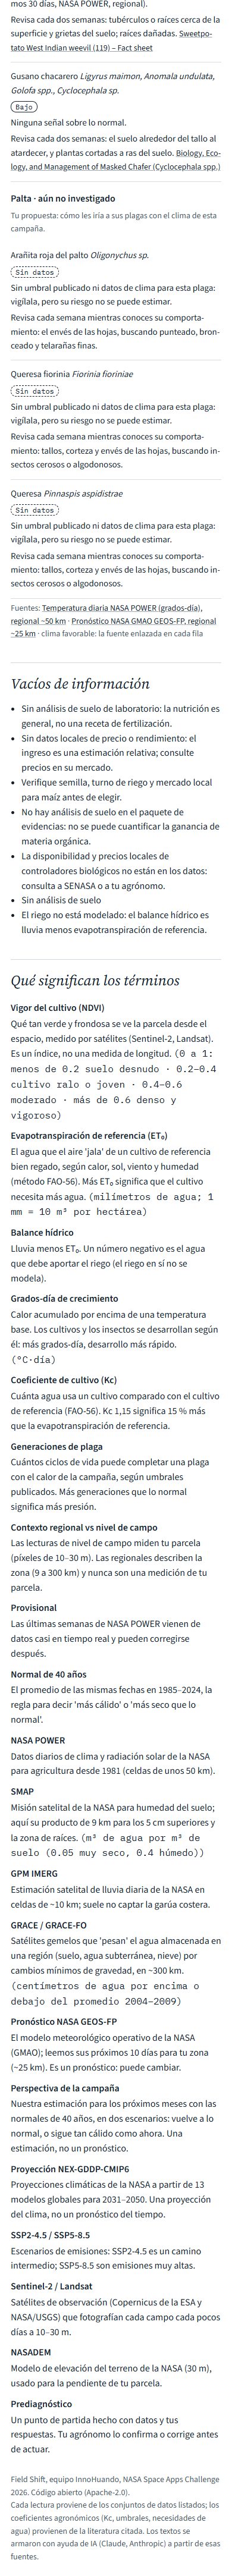 mos 30 días, NASA POWER, regional).
Revisa cada dos semanas: tubérculos o raíces cerca de la
superficie y grietas del suelo; raíces dañadas. Sweetpo-
tato West Indian weevil (119) – Fact sheet
Gusano chacarero Ligyrus maimon, Anomala undulata,
Golofa spp., Cyclocephala sp.
Bajo
Ninguna señal sobre lo normal.
Revisa cada dos semanas: el suelo alrededor del tallo al
atardecer, y plantas cortadas a ras del suelo. Biology, Eco-
logy, and Management of Masked Chafer (Cyclocephala spp.)
Palta · aún no investigado
Tu propuesta: cómo les iría a sus plagas con el clima de esta
campaña.
Arañita roja del palto Oligonychus sp.
Sin datos
Sin umbral publicado ni datos de clima para esta plaga:
vigílala, pero su riesgo no se puede estimar.
Revisa cada semana mientras conoces su comporta-
miento: el envés de las hojas, buscando punteado, bron-
ceado y telarañas finas.
Queresa fiorinia Fiorinia fioriniae
Sin datos
Sin umbral publicado ni datos de clima para esta plaga:
vigílala, pero su riesgo no se puede estimar.
Revisa cada semana mientras conoces su comporta-
miento: tallos, corteza y envés de las hojas, buscando in-
sectos cerosos o algodonosos.
Queresa Pinnaspis aspidistrae
Sin datos
Sin umbral publicado ni datos de clima para esta plaga:
vigílala, pero su riesgo no se puede estimar.
Revisa cada semana mientras conoces su comporta-
miento: tallos, corteza y envés de las hojas, buscando in-
sectos cerosos o algodonosos.
Fuentes: Temperatura diaria NASA POWER (grados-día),
regional ~50 km · Pronóstico NASA GMAO GEOS-FP, regional
~25 km · clima favorable: la fuente enlazada en cada fila
Vacíos de información
• Sin análisis de suelo de laboratorio: la nutrición es
general, no una receta de fertilización.
• Sin datos locales de precio o rendimiento: el
ingreso es una estimación relativa; consulte
precios en su mercado.
• Verifique semilla, turno de riego y mercado local
para maíz antes de elegir.
• No hay análisis de suelo en el paquete de
evidencias: no se puede cuantificar la ganancia de
materia orgánica.
• La disponibilidad y precios locales de
controladores biológicos no están en los datos:
consulta a SENASA o a tu agrónomo.
• Sin análisis de suelo
• El riego no está modelado: el balance hídrico es
lluvia menos evapotranspiración de referencia.
Qué significan los términos
Vigor del cultivo (NDVI)
Qué tan verde y frondosa se ve la parcela desde el
espacio, medido por satélites (Sentinel-2, Landsat).
Es un índice, no una medida de longitud. (0 a 1:
menos de 0.2 suelo desnudo · 0.2–0.4
cultivo ralo o joven · 0.4–0.6
moderado · más de 0.6 denso y
vigoroso)
Evapotranspiración de referencia (ET₀)
El agua que el aire 'jala' de un cultivo de referencia
bien regado, según calor, sol, viento y humedad
(método FAO-56). Más ET₀ significa que el cultivo
necesita más agua. (milímetros de agua; 1
mm = 10 m³ por hectárea)
Balance hídrico
Lluvia menos ET₀. Un número negativo es el agua
que debe aportar el riego (el riego en sí no se
modela).
Grados-día de crecimiento
Calor acumulado por encima de una temperatura
base. Los cultivos y los insectos se desarrollan según
él: más grados-día, desarrollo más rápido.
(°C·día)
Coeficiente de cultivo (Kc)
Cuánta agua usa un cultivo comparado con el cultivo
de referencia (FAO-56). Kc 1,15 significa 15 % más
que la evapotranspiración de referencia.
Generaciones de plaga
Cuántos ciclos de vida puede completar una plaga
con el calor de la campaña, según umbrales
publicados. Más generaciones que lo normal
significa más presión.
Contexto regional vs nivel de campo
Las lecturas de nivel de campo miden tu parcela
(píxeles de 10–30 m). Las regionales describen la
zona (9 a 300 km) y nunca son una medición de tu
parcela.
Provisional
Las últimas semanas de NASA POWER vienen de
datos casi en tiempo real y pueden corregirse
después.
Normal de 40 años
El promedio de las mismas fechas en 1985–2024, la
regla para decir 'más cálido' o 'más seco que lo
normal'.
NASA POWER
Datos diarios de clima y radiación solar de la NASA
para agricultura desde 1981 (celdas de unos 50 km).
SMAP
Misión satelital de la NASA para humedad del suelo;
aquí su producto de 9 km para los 5 cm superiores y
la zona de raíces. (m³ de agua por m³ de
suelo (0.05 muy seco, 0.4 húmedo))
GPM IMERG
Estimación satelital de lluvia diaria de la NASA en
celdas de ~10 km; suele no captar la garúa costera.
GRACE / GRACE-FO
Satélites gemelos que 'pesan' el agua almacenada en
una región (suelo, agua subterránea, nieve) por
cambios mínimos de gravedad, en ~300 km.
(centímetros de agua por encima o
debajo del promedio 2004–2009)
Pronóstico NASA GEOS-FP
El modelo meteorológico operativo de la NASA
(GMAO); leemos sus próximos 10 días para tu zona
(~25 km). Es un pronóstico: puede cambiar.
Perspectiva de la campaña
Nuestra estimación para los próximos meses con las
normales de 40 años, en dos escenarios: vuelve a lo
normal, o sigue tan cálido como ahora. Una
estimación, no un pronóstico.
Proyección NEX-GDDP-CMIP6
Proyecciones climáticas de la NASA a partir de 13
modelos globales para 2031–2050. Una proyección
del clima, no un pronóstico del tiempo.
SSP2-4.5 / SSP5-8.5
Escenarios de emisiones: SSP2-4.5 es un camino
intermedio; SSP5-8.5 son emisiones muy altas.
Sentinel-2 / Landsat
Satélites de observación (Copernicus de la ESA y
NASA/USGS) que fotografían cada campo cada pocos
días a 10–30 m.
NASADEM
Modelo de elevación del terreno de la NASA (30 m),
usado para la pendiente de tu parcela.
Prediagnóstico
Un punto de partida hecho con datos y tus
respuestas. Tu agrónomo lo confirma o corrige antes
de actuar.
Field Shift, equipo InnoHuando, NASA Space Apps Challenge
2026. Código abierto (Apache-2.0).
Cada lectura proviene de los conjuntos de datos listados; los
coeficientes agronómicos (Kc, umbrales, necesidades de
agua) provienen de la literatura citada. Los textos se
armaron con ayuda de IA (Claude, Anthropic) a partir de esas
fuentes.